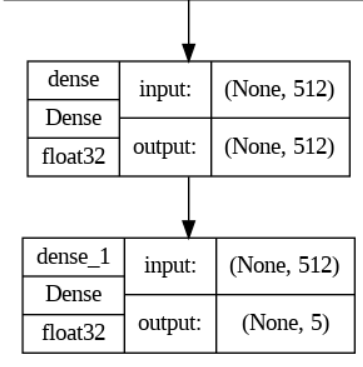 dense
Dense
float32
input:
(None, 512)
output:
(None, 512)
dense_1
Dense
float32
input:
(None, 512)
output:
(None, 5)